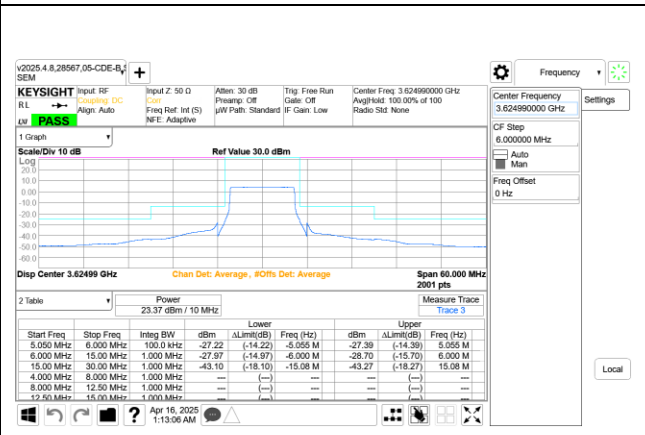 v2025.4.8,28567,05-CDE-B,S
SEM
+
Frequency
KEYSIGHT Input: RF Input Z: 50 Ω Atten: 30 dB Trig: Free Run Center Freq: 3.624990000 GHz
RL Coupling: DC Corr Preamp: Off Gate: Off Avg|Hold: 100.00% of 100
Align: Auto Freq Ref: Int (S) µW Path: Standard IF Gain: Low Radio Std: None
NFE: Adaptive
LXI PASS
Center Frequency
3.624990000 GHz
Settings
CF Step
6.000000 MHz
Auto
Man
Freq Offset
0 Hz
Local
1 Graph
Scale/Div 10 dB Ref Value 30.0 dBm
Log
20.0
10.0
0.00
-10.0
-20.0
-30.0
-40.0
-50.0
-60.0
Disp Center 3.62499 GHz Chan Det: Average, #Offs Det: Average Span 60.000 MHz
2001 pts
2 Table Power Measure Trace
23.37 dBm / 10 MHz Trace 3
Lower Upper
Start Freq Stop Freq Integ BW dBm ΔLimit(dB) Freq (Hz) dBm ΔLimit(dB) Freq (Hz)
5.050 MHz 6.000 MHz 100.0 kHz -27.22 (-14.22) -5.055 M -27.39 (-14.39) 5.055 M
6.000 MHz 15.00 MHz 1.000 MHz -27.97 (-14.97) -6.000 M -28.70 (-15.70) 6.000 M
15.00 MHz 30.00 MHz 1.000 MHz -43.10 (-18.10) -15.08 M -43.27 (-18.27) 15.08 M
4.000 MHz 8.000 MHz 1.000 MHz --- (---) --- --- (---) ---
8.000 MHz 12.50 MHz 1.000 MHz --- (---) --- --- (---) ---
12.50 MHz 15.00 MHz 1.000 MHz --- (---) --- --- (---) ---
? Apr 16, 2025
1:13:06 AM